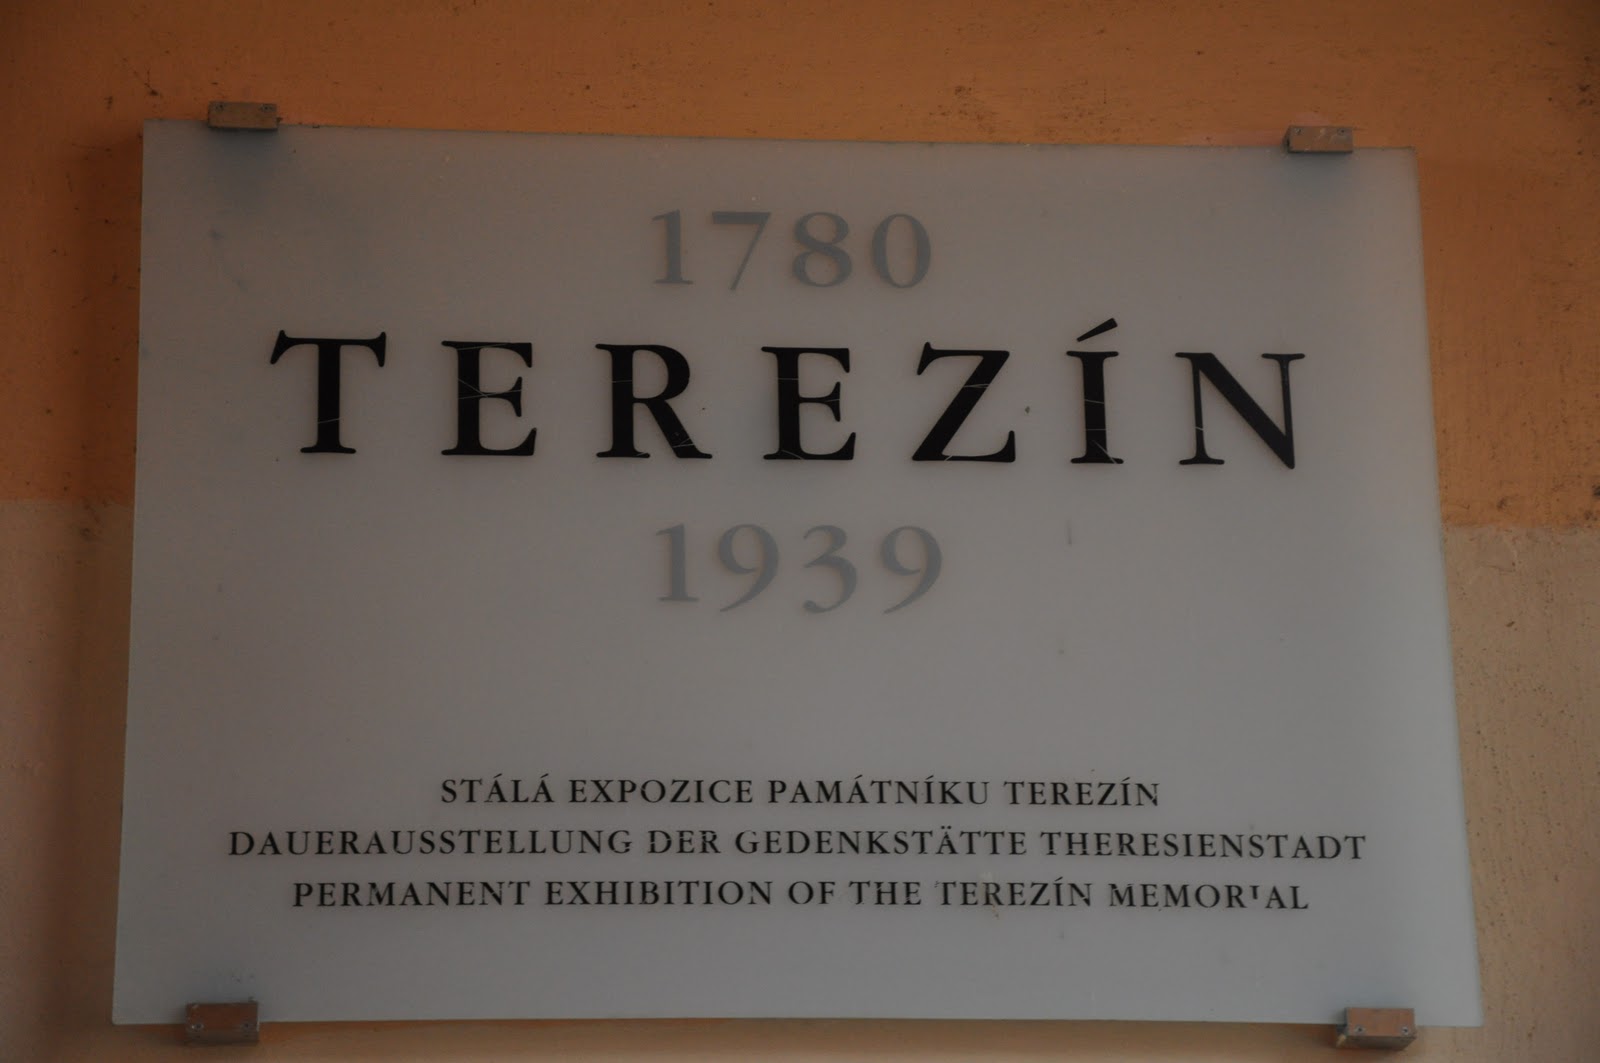 1780
TEREZÍN
1939
STÁLÁ EXPOZICE PAMÁTNÍKU TEREZÍN
DAUERAUSSTELLUNG DER GEDENKSTÄTTE THERESIENSTADT
PERMANENT EXHIBITION OF THE TEREZÍN MEMORIAL